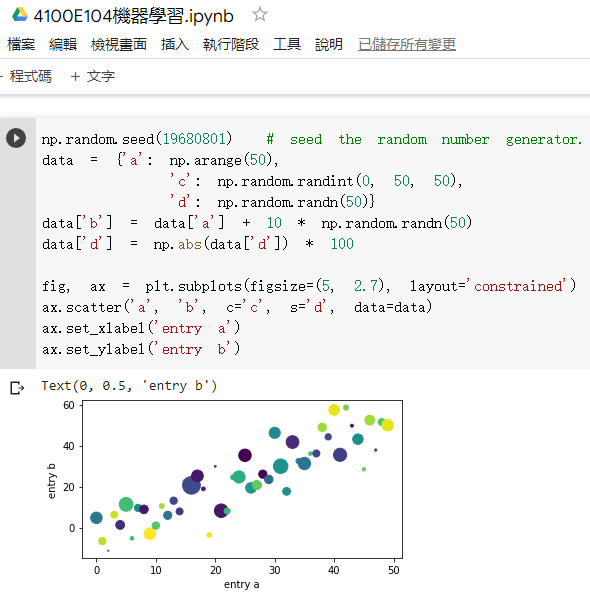 4100E104機器學習.ipynb
檔案 編輯 檢視畫面 插入 執行階段 工具 說明 已儲存所有變更
程式碼 + 文字
np.random.seed(19680801) # seed the random number generator.
data = {'a': np.arange(50),
'c': np.random.randint(0, 50, 50),
'd': np.random.randn(50)}
data['b'] = data['a'] + 10 * np.random.randn(50)
data['d'] = np.abs(data['d']) * 100
fig, ax = plt.subplots(figsize=(5, 2.7), layout='constrained')
ax.scatter('a', 'b', c='c', s='d', data=data)
ax.set_xlabel('entry a')
ax.set_ylabel('entry b')
Text(0, 0.5, 'entry b')
60
40
20
0
entry b
0 10 20 30 40 50
entry a